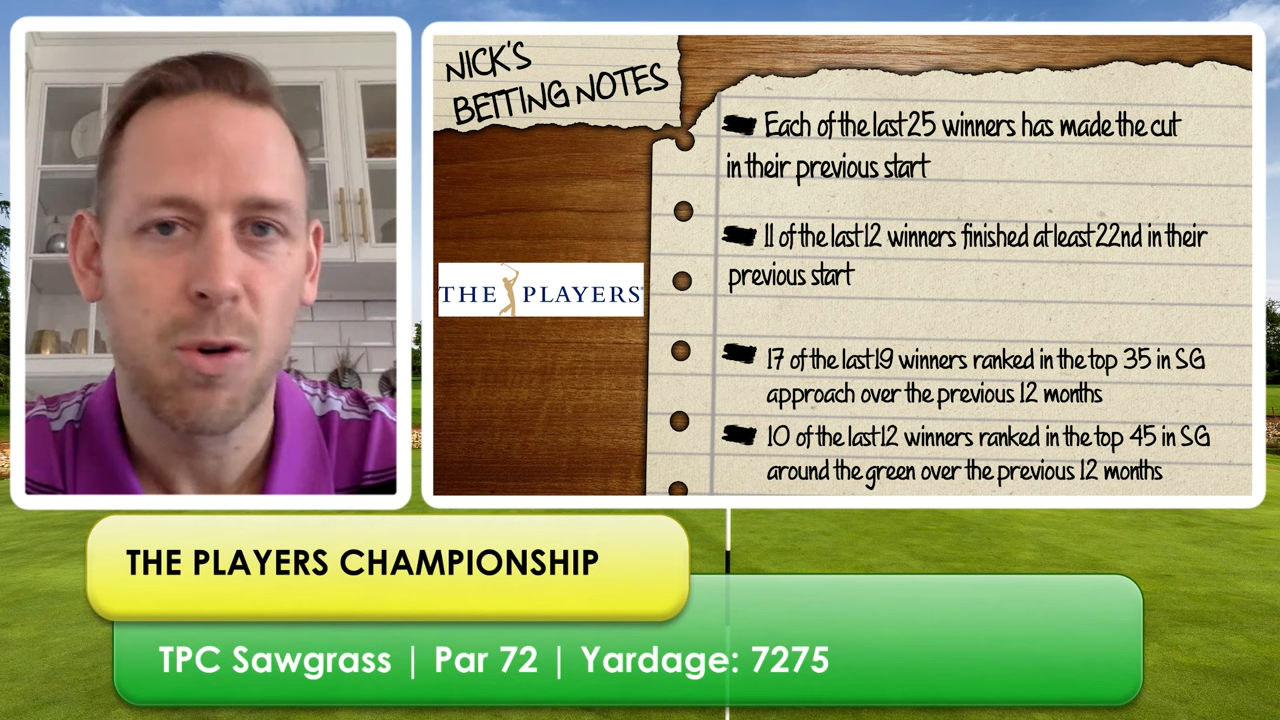 NICK'S
BETTING NOTES
Each of the last 25 winners has made the cut
in their previous start
11 of the last 12 winners finished at least 22nd in their
previous start
THE PLAYERS
17 of the last 19 winners ranked in the top 35 in SG
approach over the previous 12 months
10 of the last 12 winners ranked in the top 45 in SG
around the green over the previous 12 months
THE PLAYERS CHAMPIONSHIP
TPC Sawgrass | Par 72 | Yardage: 7275